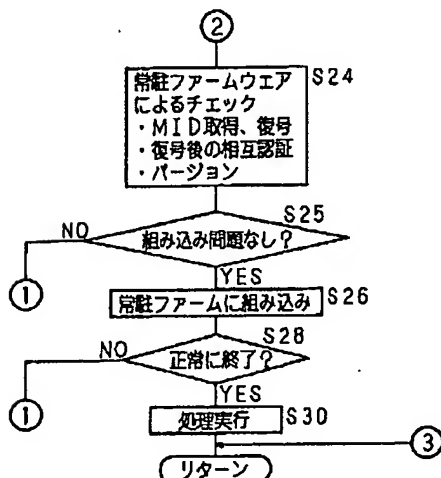 ②
常駐ファームウエア S24
によるチェック
・MID取得、復号
・復号後の相互認証
・バージョン
S25
NO 組み込み問題なし?
① YES
常駐ファームに組み込み S26
S28
NO 正常に終了?
① YES
処理実行 S30
③
リターン